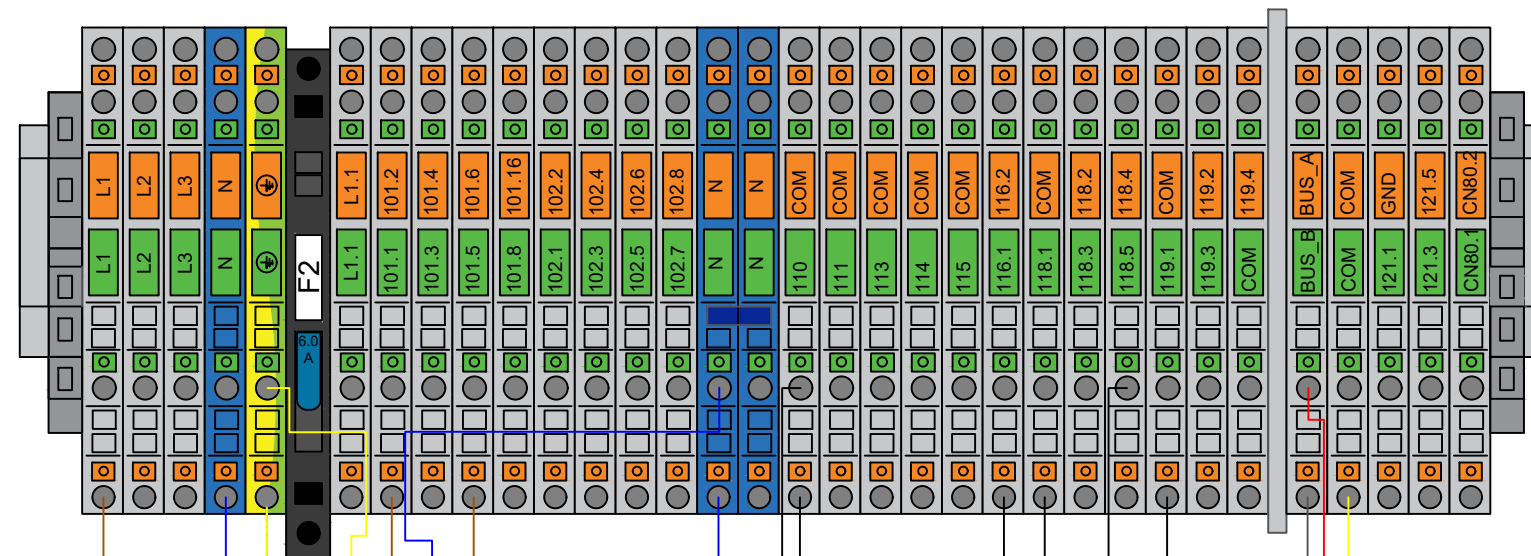 L1 L2 L3 N L1.1 101.2 101.4 101.6 101.16 102.2 102.4 102.6 102.8 N N COM COM COM COM COM 116.2 COM 118.2 118.4 COM 119.2 119.4 BUS_A COM GND 121.5 CN80.2
L1 L2 L3 N F2 L1.1 101.1 101.3 101.5 101.8 102.1 102.3 102.5 102.7 N N 110 111 113 114 115 116.1 118.1 118.3 118.5 119.1 119.3 COM BUS_B COM 121.1 121.3 CN80.1
6.0
A